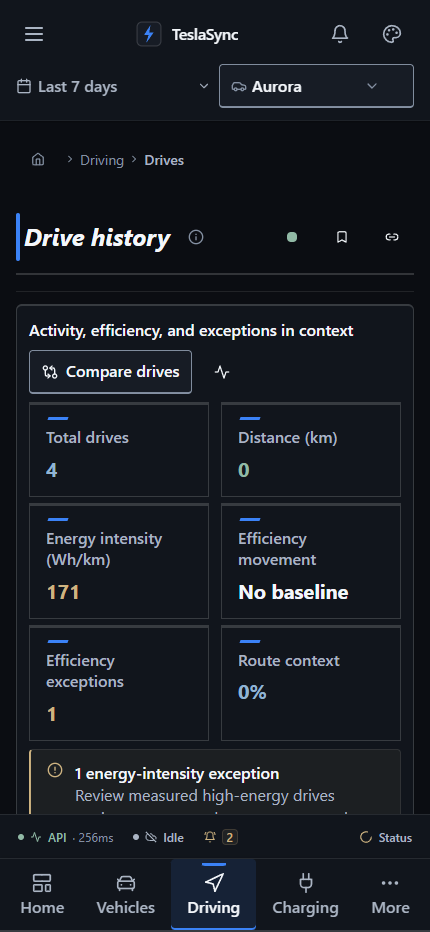 TeslaSync
Last 7 days
Aurora
Driving
Drives
Drive history
Activity, efficiency, and exceptions in context
Compare drives
Total drives
4
Distance (km)
0
Energy intensity
(Wh/km)
171
Efficiency
movement
No baseline
Efficiency
exceptions
1
Route context
0%
1 energy-intensity exception
Review measured high-energy drives
API · 256ms
Idle
2
Status
Home
Vehicles
Driving
Charging
More